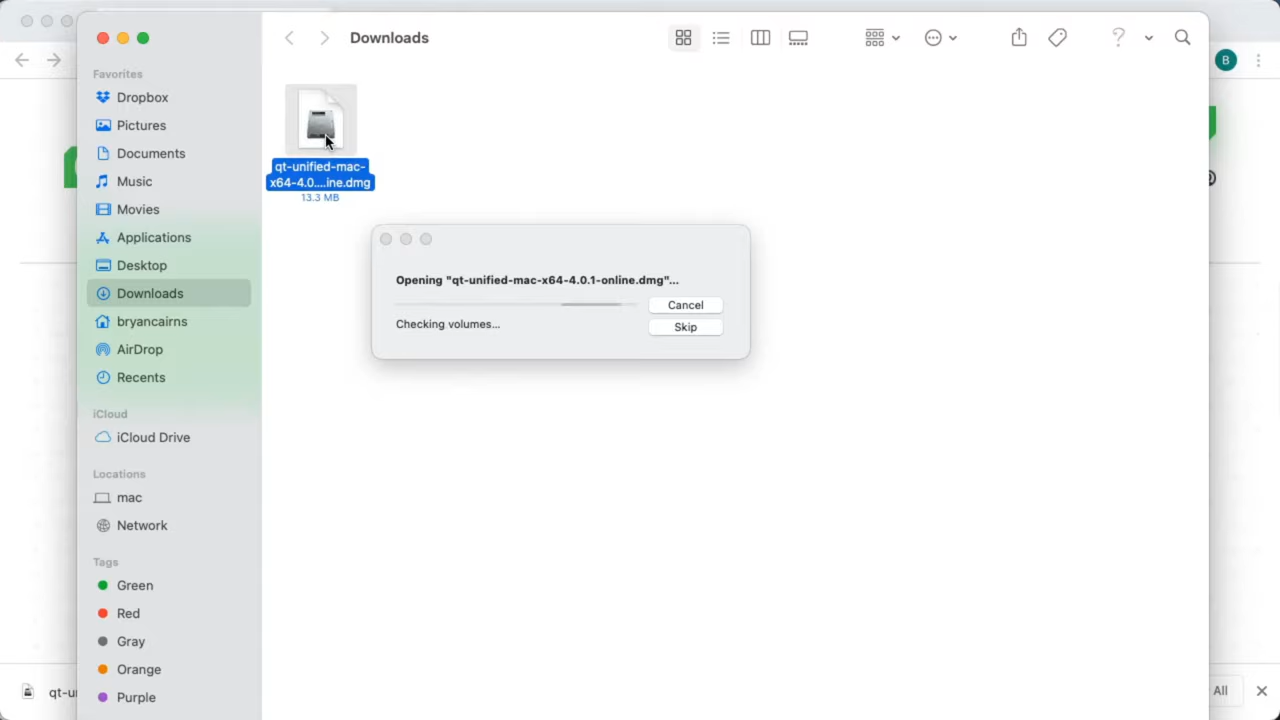 Downloads
B
Favorites
Dropbox
Pictures
Documents
Music
Movies
Applications
Desktop
Downloads
bryancairns
AirDrop
Recents
iCloud
iCloud Drive
Locations
mac
Network
Tags
Green
Red
Gray
Orange
Purple
qt-unified-mac-
x64-4.0....ine.dmg
13.3 MB
Opening "qt-unified-mac-x64-4.0.1-online.dmg"...
Cancel
Checking volumes...
Skip
All